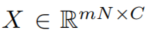 X ∈ ℝ^{mN×C}